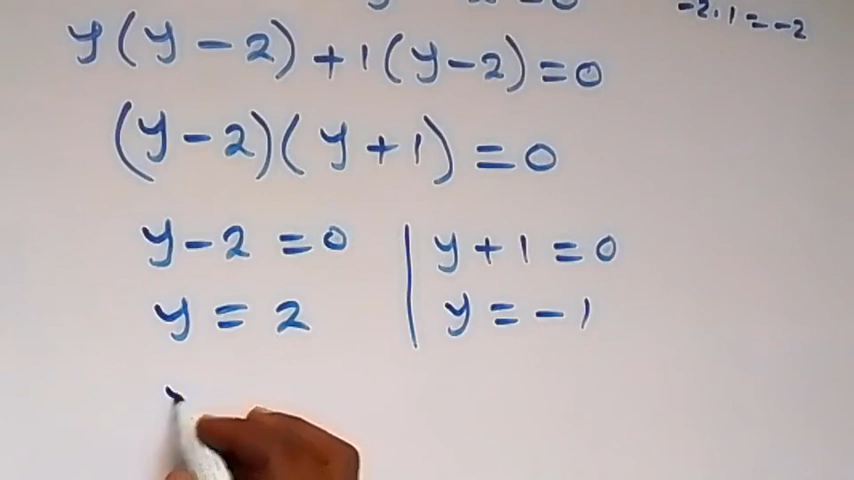 -2.1=-2
y(y-2)+1(y-2)=0
(y-2)(y+1)=0
y-2=0 | y+1=0
y=2 | y=-1